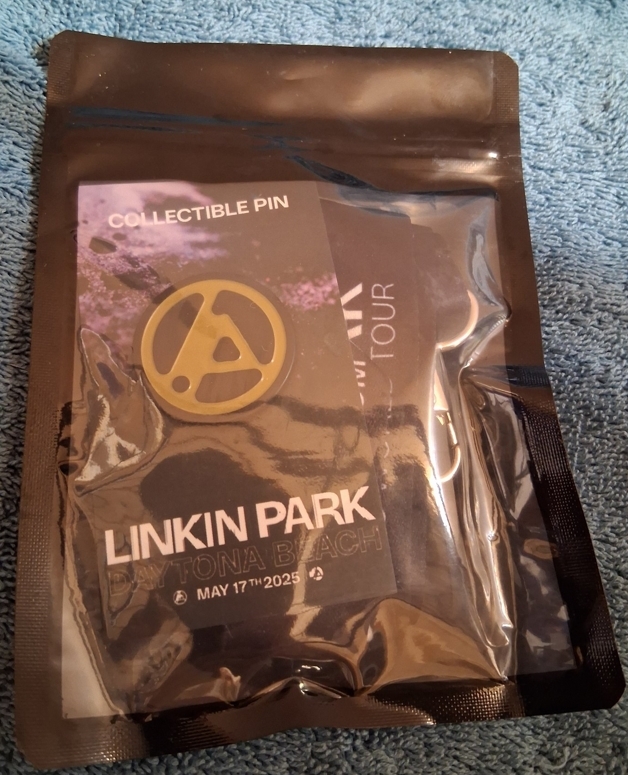 COLLECTIBLE PIN
LINKIN PARK
DAYTONA BEACH
MAY 17TH 2025
TOUR